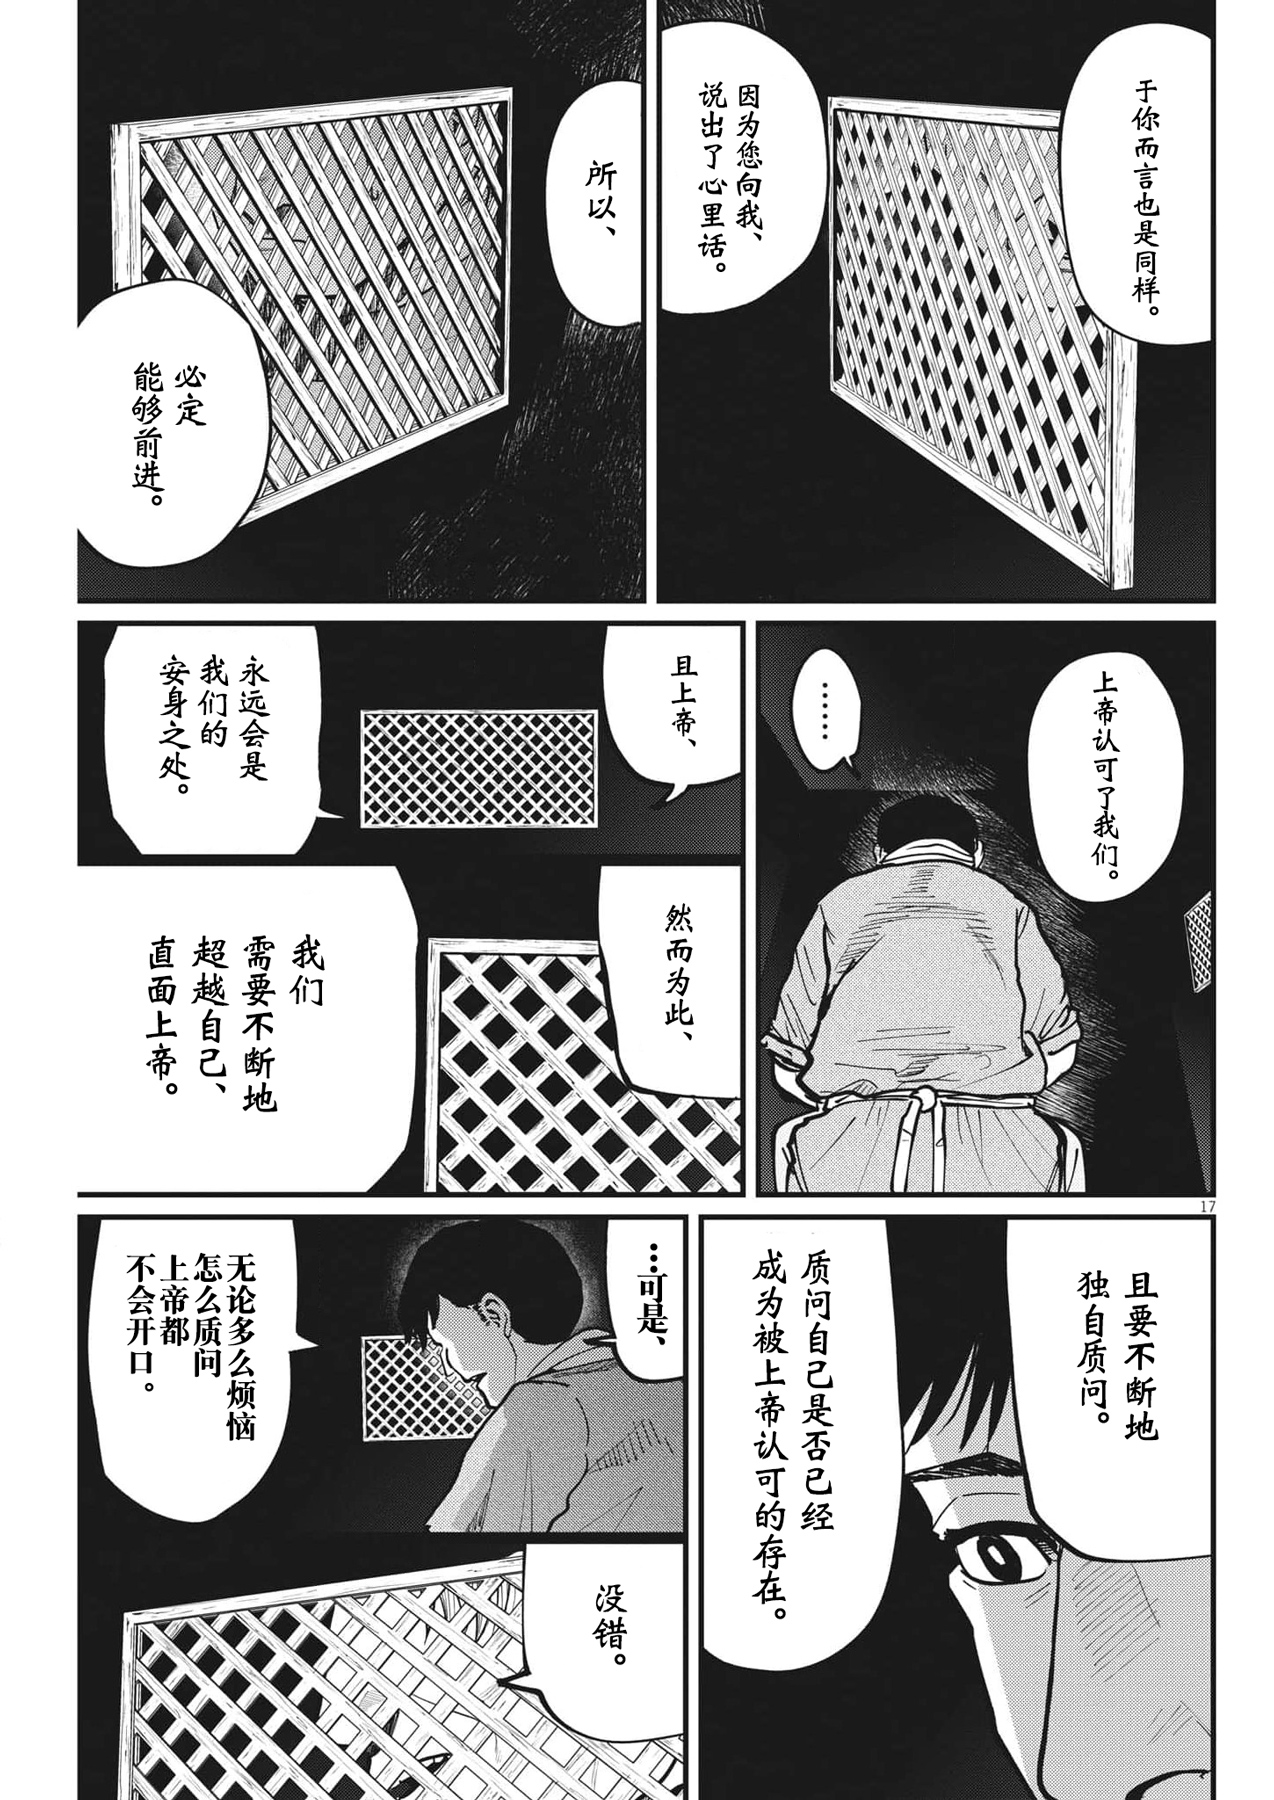 于你而言也是同样。
因为您向我、
说出了心里话。
所以、
必定
能够前进。
上帝认可了我们。
……
且上帝、
永远会是
我们的
安身之处。
然而为此、
我们
需要不断地
超越自己、
直面上帝。
17
且要不断地
独自质问。
质问自己是否已经
成为被上帝认可的存在。
…可是、
无论多么烦恼
怎么质问
上帝都
不会开口。
没错。